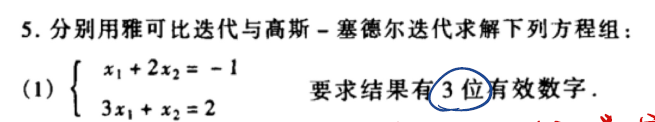 5. 分别用雅可比迭代与高斯-塞德尔迭代求解下列方程组:
(1) { x₁ + 2x₂ = -1
3x₁ + x₂ = 2
要求结果有3位有效数字.